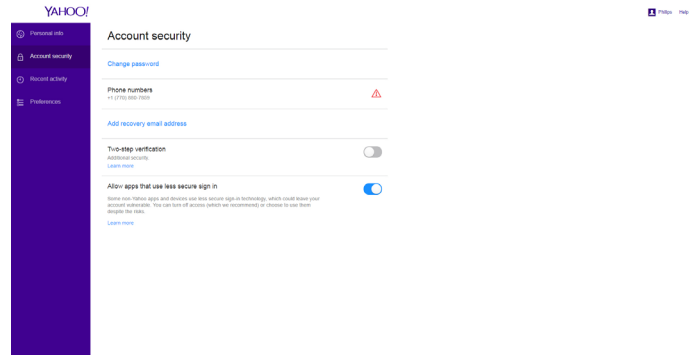 YAHOO!
Philips Help
Personal info
Account security
Recent activity
Preferences
Account security
Change password
Phone numbers
+1 (770)
Add recovery email address
Two-step verification
Additional security.
Learn more
Allow apps that use less secure sign in
Some non-Yahoo apps and devices use less secure sign-in technology, which could leave your
account vulnerable. You can turn off access (which we recommend) or choose to use them
despite the risks.
Learn more